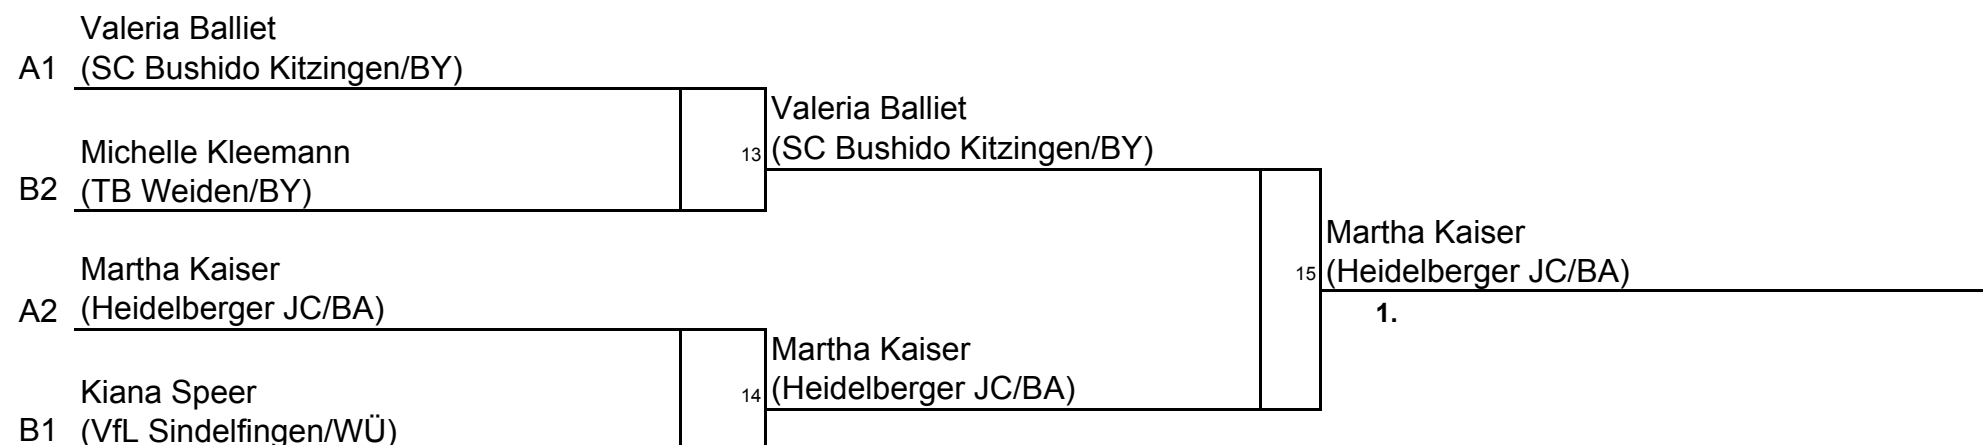 Valeria Balliet
A1 (SC Bushido Kitzingen/BY)
Valeria Balliet
13 (SC Bushido Kitzingen/BY)
Michelle Kleemann
B2 (TB Weiden/BY)
Martha Kaiser
15 (Heidelberger JC/BA)
1.
Martha Kaiser
A2 (Heidelberger JC/BA)
Martha Kaiser
14 (Heidelberger JC/BA)
Kiana Speer
B1 (VfL Sindelfingen/WÜ)